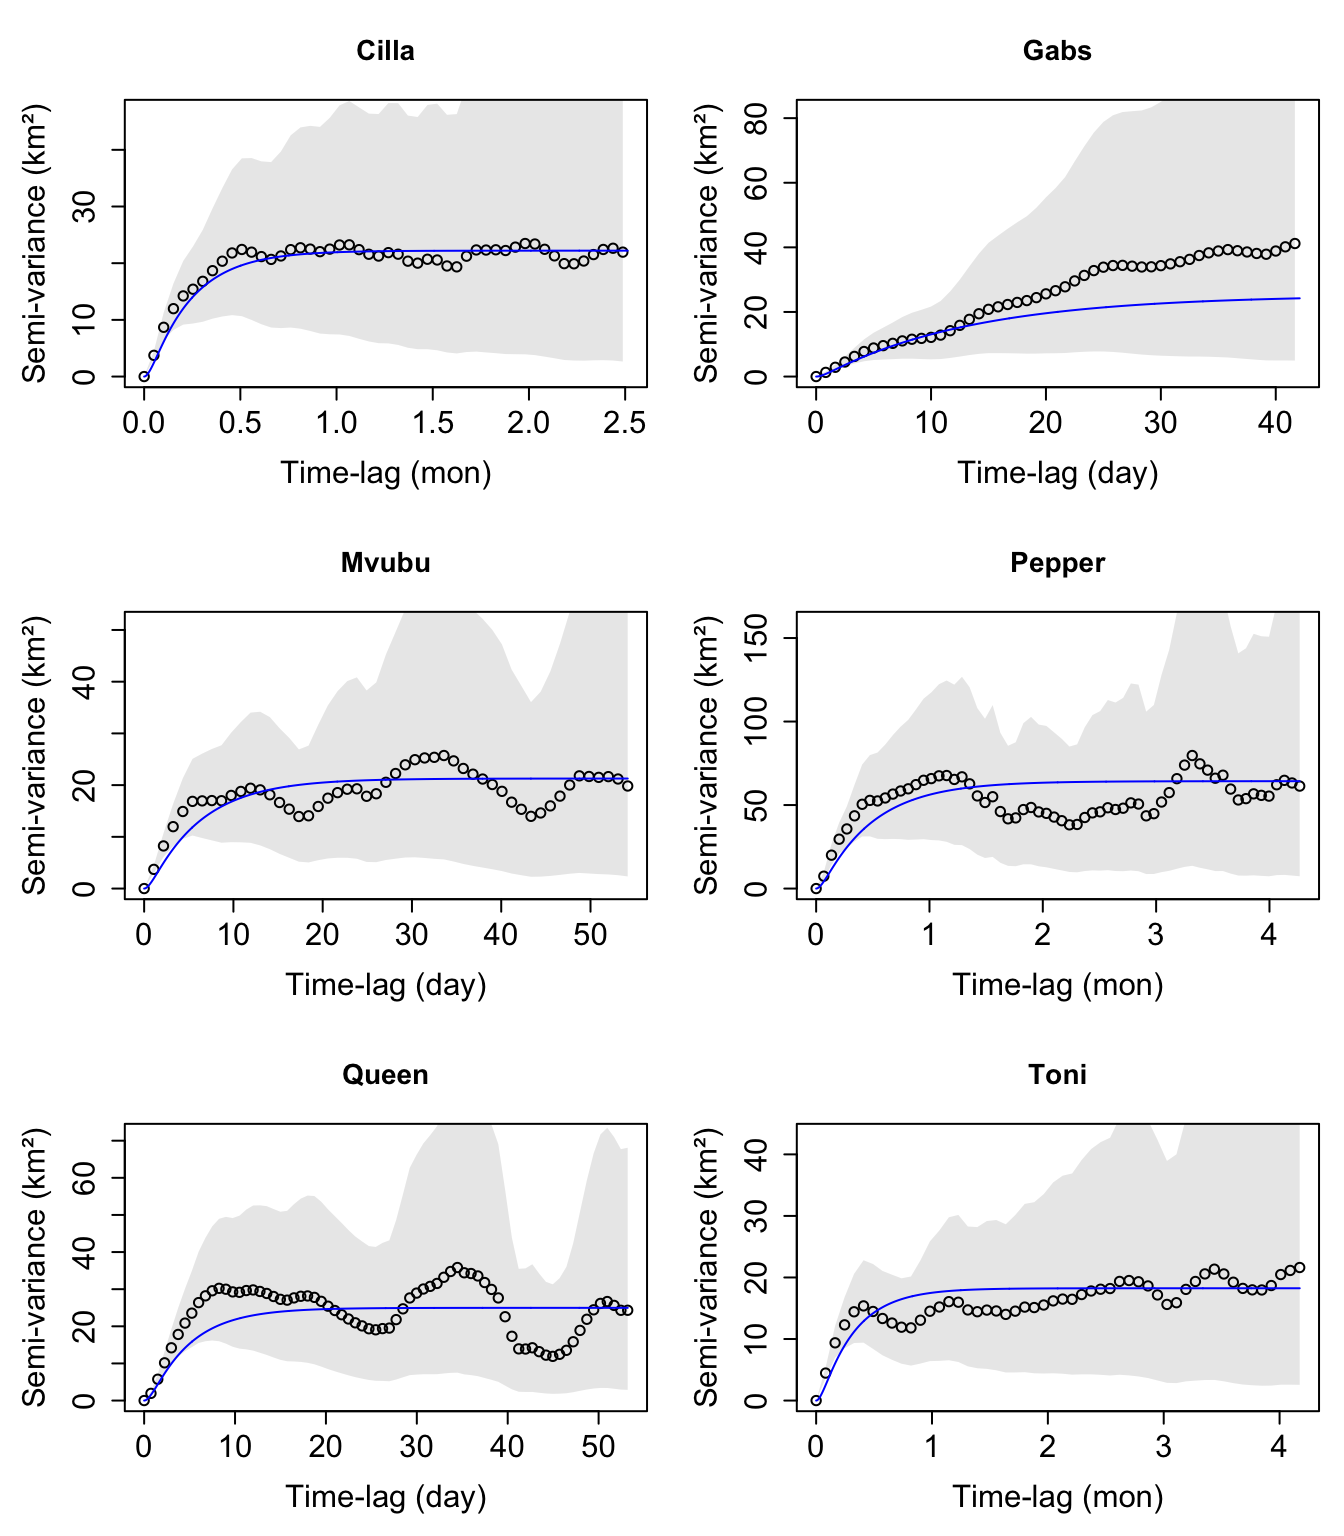 Cilla
Semi-variance (km²)
0 10 30
0.0 0.5 1.0 1.5 2.0 2.5
Time-lag (mon)
Gabs
Semi-variance (km²)
0 20 40 60 80
0 10 20 30 40
Time-lag (day)
Mvubu
Semi-variance (km²)
0 20 40
0 10 20 30 40 50
Time-lag (day)
Pepper
Semi-variance (km²)
0 50 100 150
0 1 2 3 4
Time-lag (mon)
Queen
Semi-variance (km²)
0 20 40 60
0 10 20 30 40 50
Time-lag (day)
Toni
Semi-variance (km²)
0 10 20 30 40
0 1 2 3 4
Time-lag (mon)